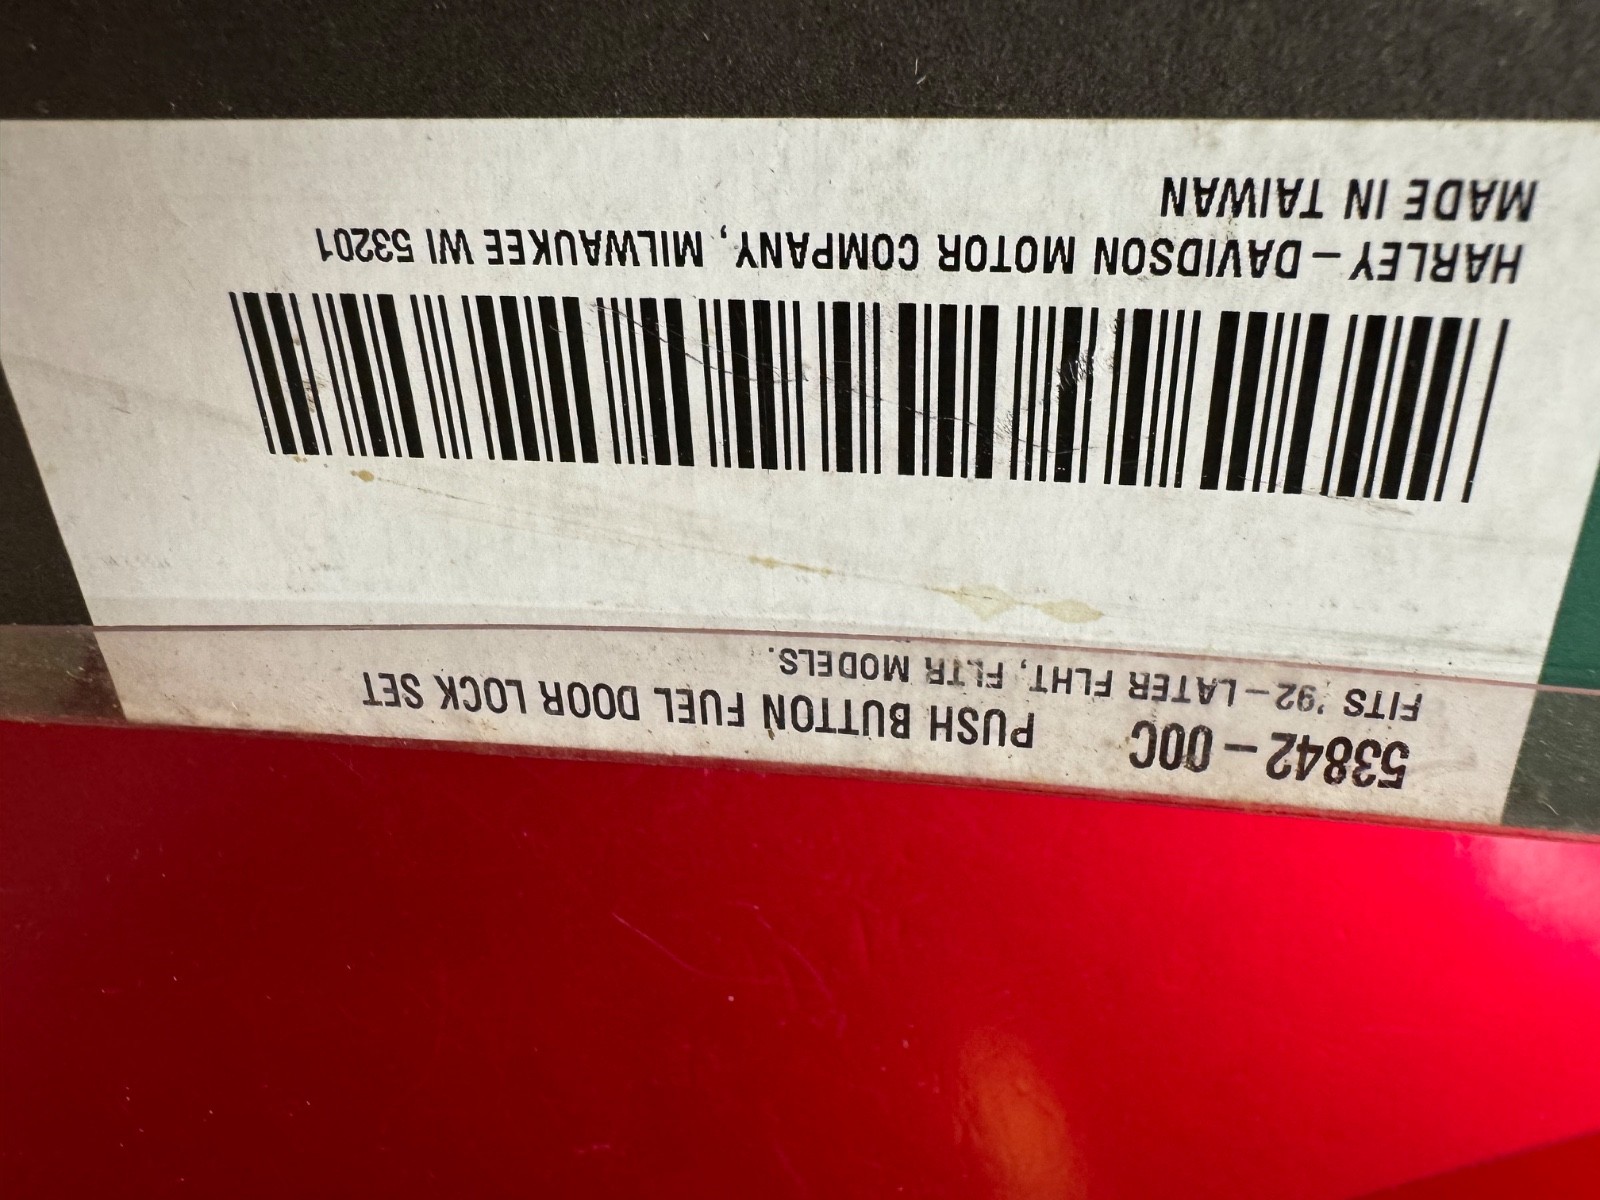 53842-00C PUSH BUTTON FUEL DOOR LOCK SET
FITS '92-LATER FLHT, FLTR MODELS.
HARLEY-DAVIDSON MOTOR COMPANY, MILWAUKEE WI 53201
MADE IN TAIWAN